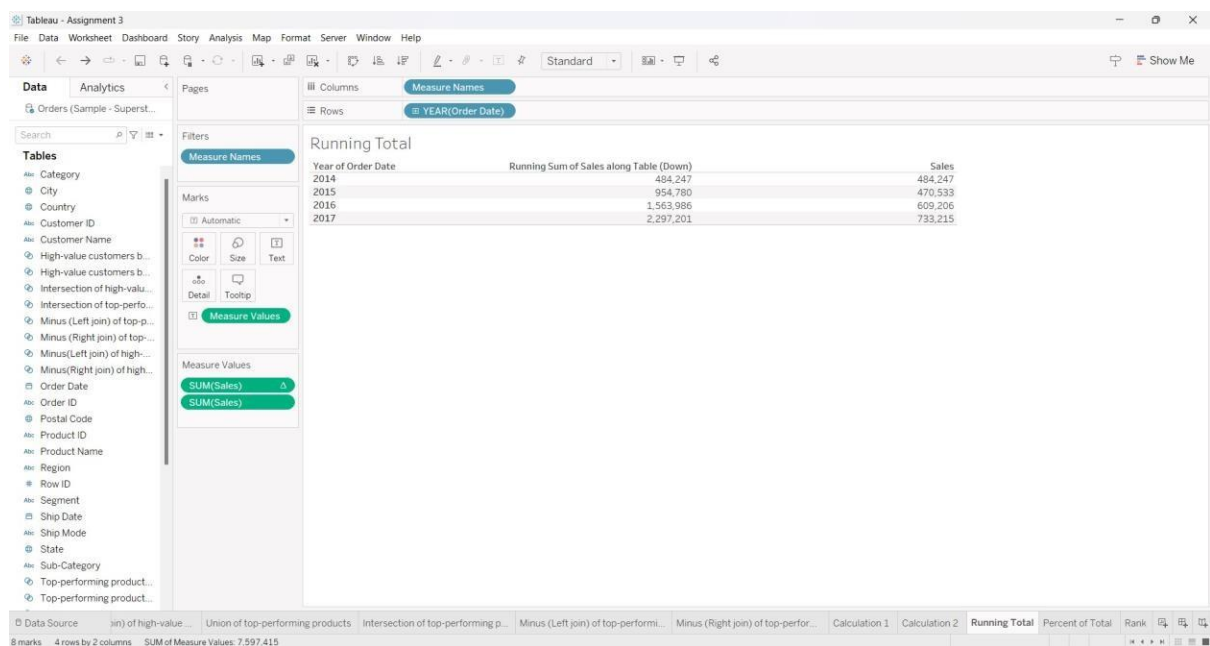 Tableau - Assignment 3
File Data Worksheet Dashboard Story Analysis Map Format Server Window Help
Standard
Show Me
Data Analytics
Orders (Sample - Superst...
Search
Tables
Category
City
Country
Customer ID
Customer Name
High-value customers b...
High-value customers b...
Intersection of high-valu...
Intersection of top-perfo...
Minus (Left join) of top-p...
Minus (Right join) of top-...
Minus(Left join) of high-...
Minus(Right join) of high...
Order Date
Order ID
Postal Code
Product ID
Product Name
Region
Row ID
Segment
Ship Date
Ship Mode
State
Sub-Category
Top-performing product...
Top-performing product...
Pages
Filters
Measure Names
Marks
Automatic
Color Size Text
Detail Tooltip
Measure Values
Measure Values
SUM(Sales)
SUM(Sales)
Columns Measure Names
Rows YEAR(Order Date)
Running Total
Year of Order Date Running Sum of Sales along Table (Down) Sales
2014 484,247 484,247
2015 954,780 470,533
2016 1,563,986 609,206
2017 2,297,201 733,215
Data Source oin) of high-value ... Union of top-performing products Intersection of top-performing p... Minus (Left join) of top-performi... Minus (Right join) of top-perfor... Calculation 1 Calculation 2 Running Total Percent of Total Rank
8 marks 4 rows by 2 columns SUM of Measure Values: 7,597,415